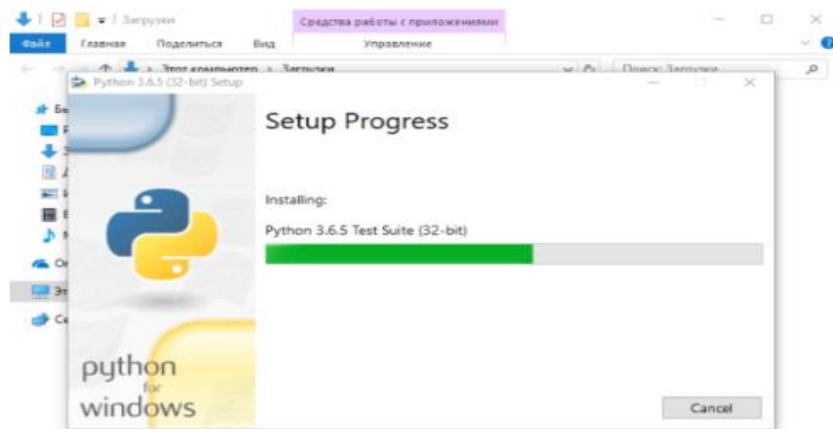 Загрузки
Средства работы с приложениями
Файл Главная Поделиться Вид Управление
Этот компьютер Загрузки Поиск: Загрузки
Python 3.6.5 (32-bit) Setup
Setup Progress
Installing:
Python 3.6.5 Test Suite (32-bit)
python
for
windows
Cancel